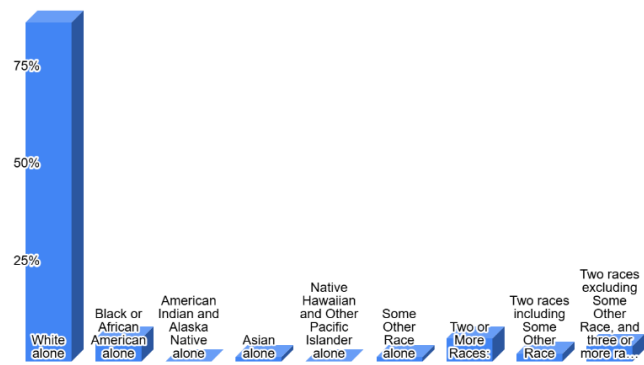 75%
50%
25%
White
alone
Black or
African
American
alone
American
Indian and
Alaska
Native
alone
Asian
alone
Native
Hawaiian
and Other
Pacific
Islander
alone
Some
Other
Race
alone
Two or
More
Races:
Two races
including
Some
Other
Race
Two races
excluding
Some
Other
Race, and
three or
more ra...